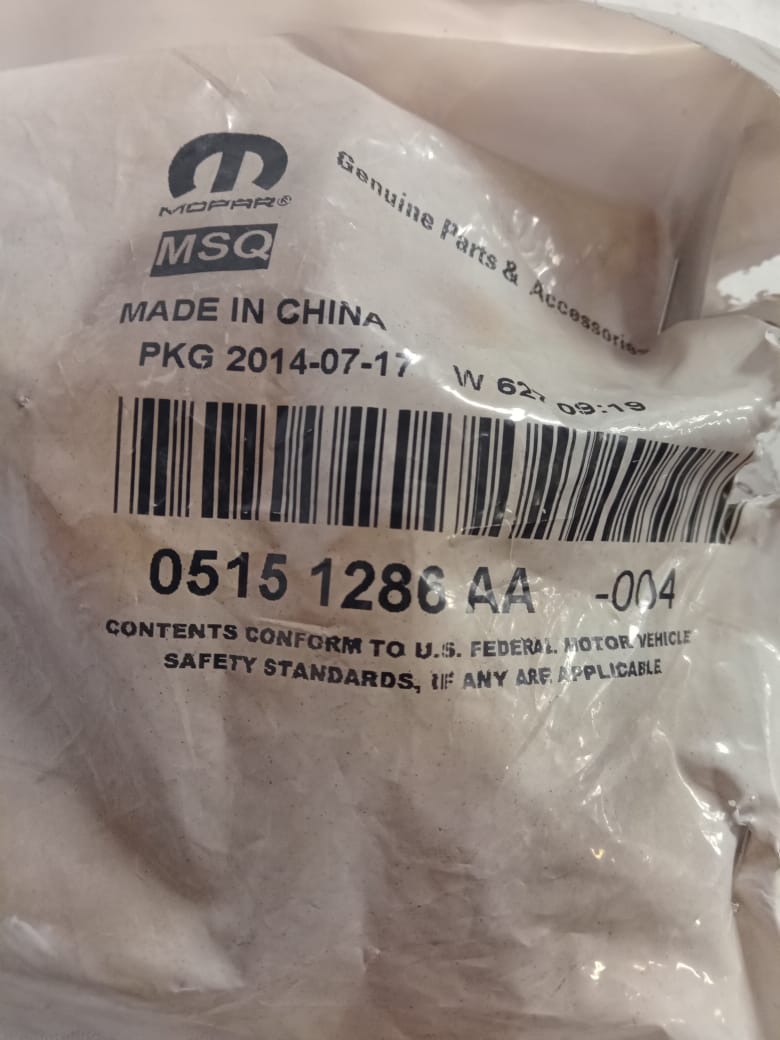 MOPAR®
Genuine Parts & Accessories
MSQ
MADE IN CHINA
PKG 2014-07-17 W 627 09:19
0515 1286 AA -004
CONTENTS CONFORM TO U.S. FEDERAL MOTOR VEHICLE
SAFETY STANDARDS, IF ANY ARE APPLICABLE